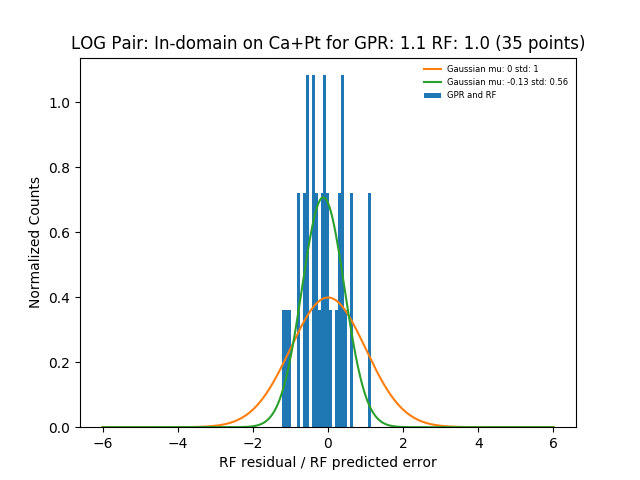 LOG Pair: In-domain on Ca+Pt for GPR: 1.1 RF: 1.0 (35 points)
Gaussian mu: 0 std: 1
Gaussian mu: -0.13 std: 0.56
GPR and RF
Normalized Counts
1.0
0.8
0.6
0.4
0.2
0.0
−6 −4 −2 0 2 4 6
RF residual / RF predicted error